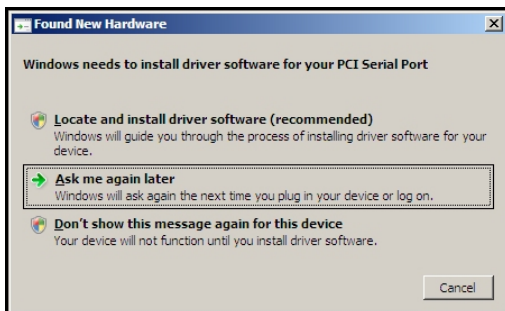 Found New Hardware
Windows needs to install driver software for your PCI Serial Port
Locate and install driver software (recommended)
Windows will guide you through the process of installing driver software for your
device.
Ask me again later
Windows will ask again the next time you plug in your device or log on.
Don't show this message again for this device
Your device will not function until you install driver software.
Cancel